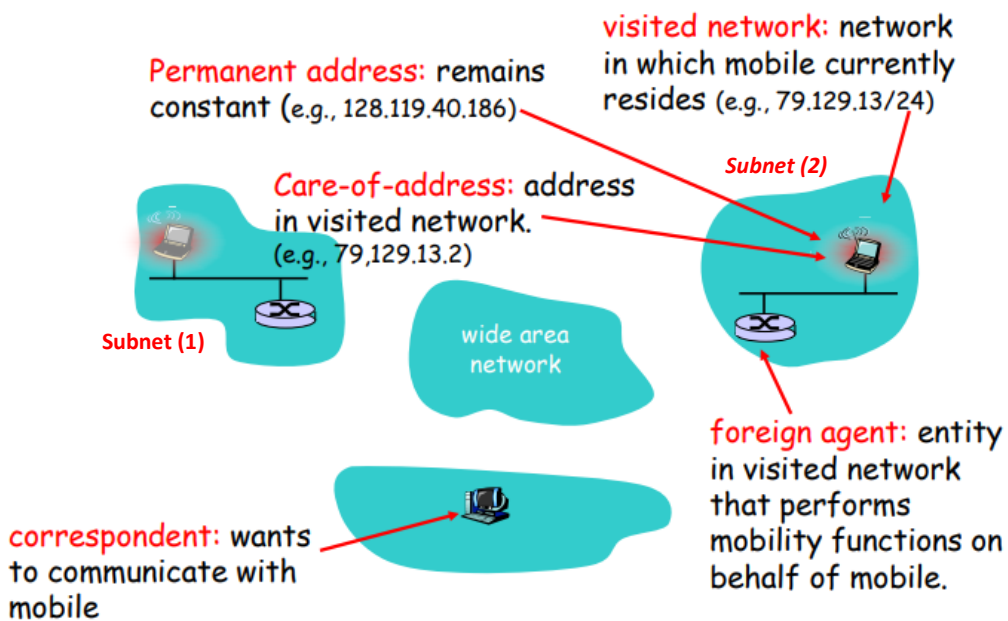 visited network: network
in which mobile currently
resides (e.g., 79.129.13/24)
Permanent address: remains
constant (e.g., 128.119.40.186)
Subnet (2)
Care-of-address: address
in visited network.
(e.g., 79,129.13.2)
Subnet (1)
wide area
network
foreign agent: entity
in visited network
that performs
mobility functions on
behalf of mobile.
correspondent: wants
to communicate with
mobile